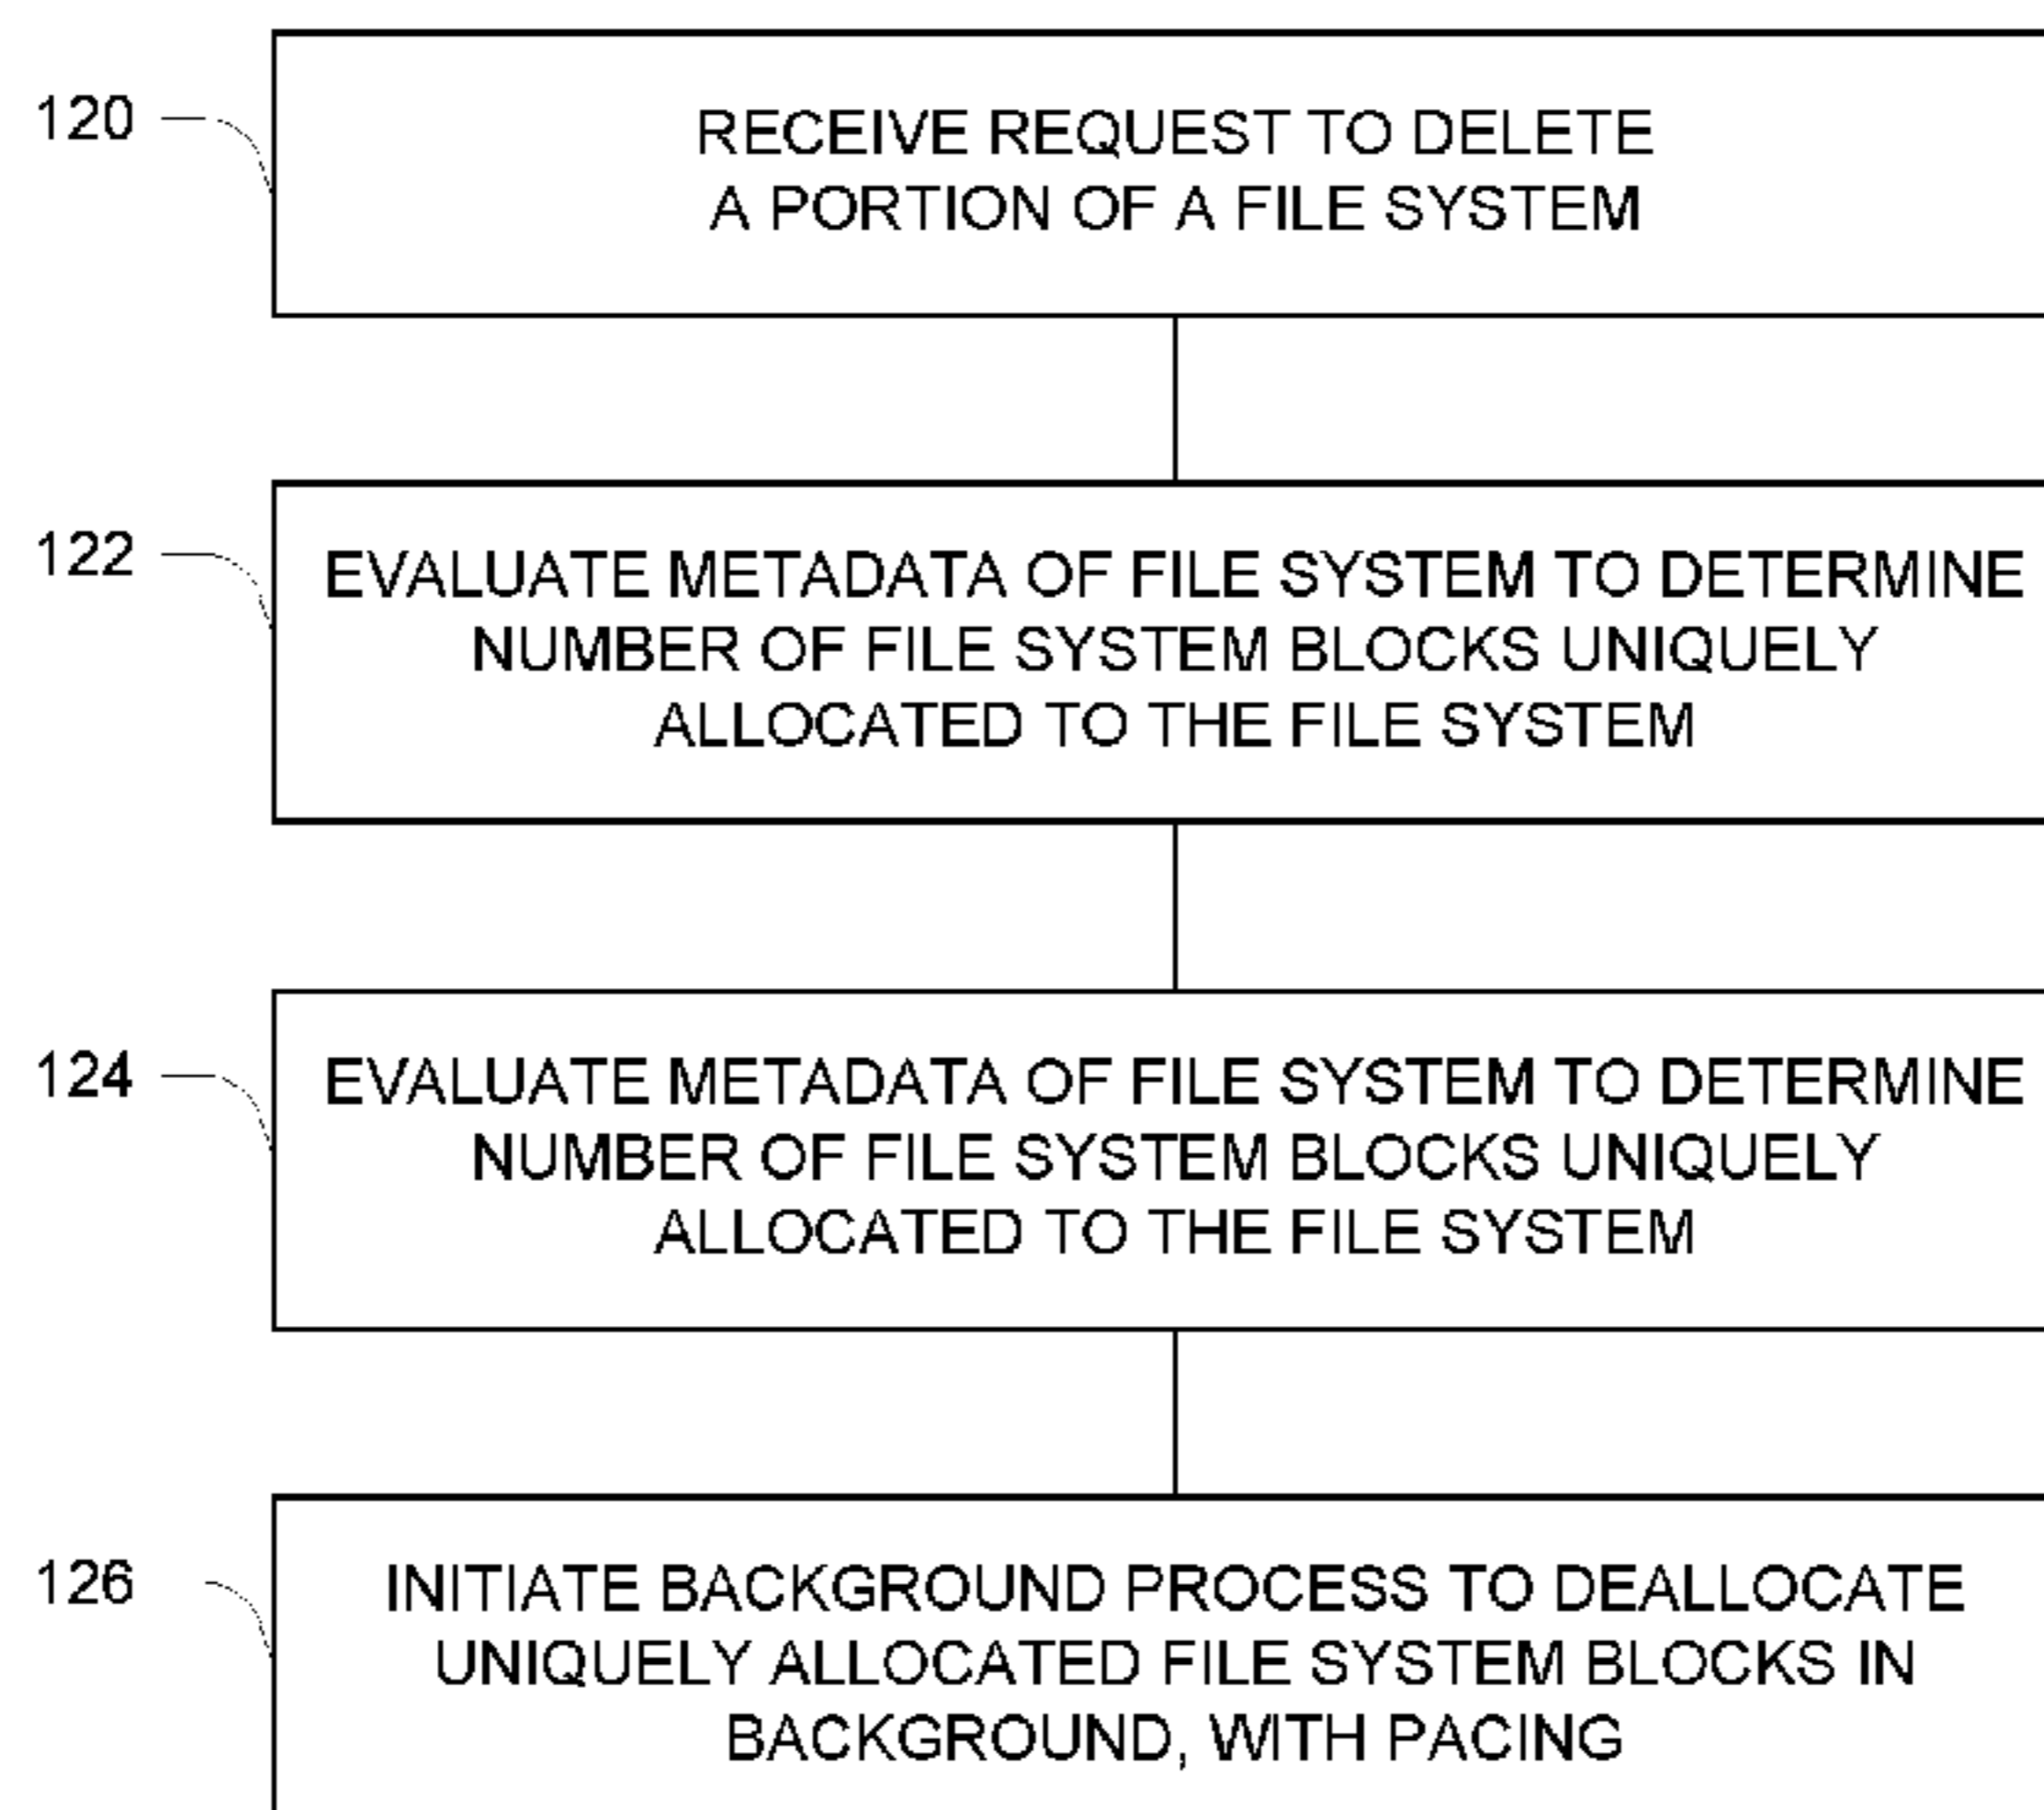 120
RECEIVE REQUEST TO DELETE
A PORTION OF A FILE SYSTEM
122
EVALUATE METADATA OF FILE SYSTEM TO DETERMINE
NUMBER OF FILE SYSTEM BLOCKS UNIQUELY
ALLOCATED TO THE FILE SYSTEM
124
EVALUATE METADATA OF FILE SYSTEM TO DETERMINE
NUMBER OF FILE SYSTEM BLOCKS UNIQUELY
ALLOCATED TO THE FILE SYSTEM
126
INITIATE BACKGROUND PROCESS TO DEALLOCATE
UNIQUELY ALLOCATED FILE SYSTEM BLOCKS IN
BACKGROUND, WITH PACING